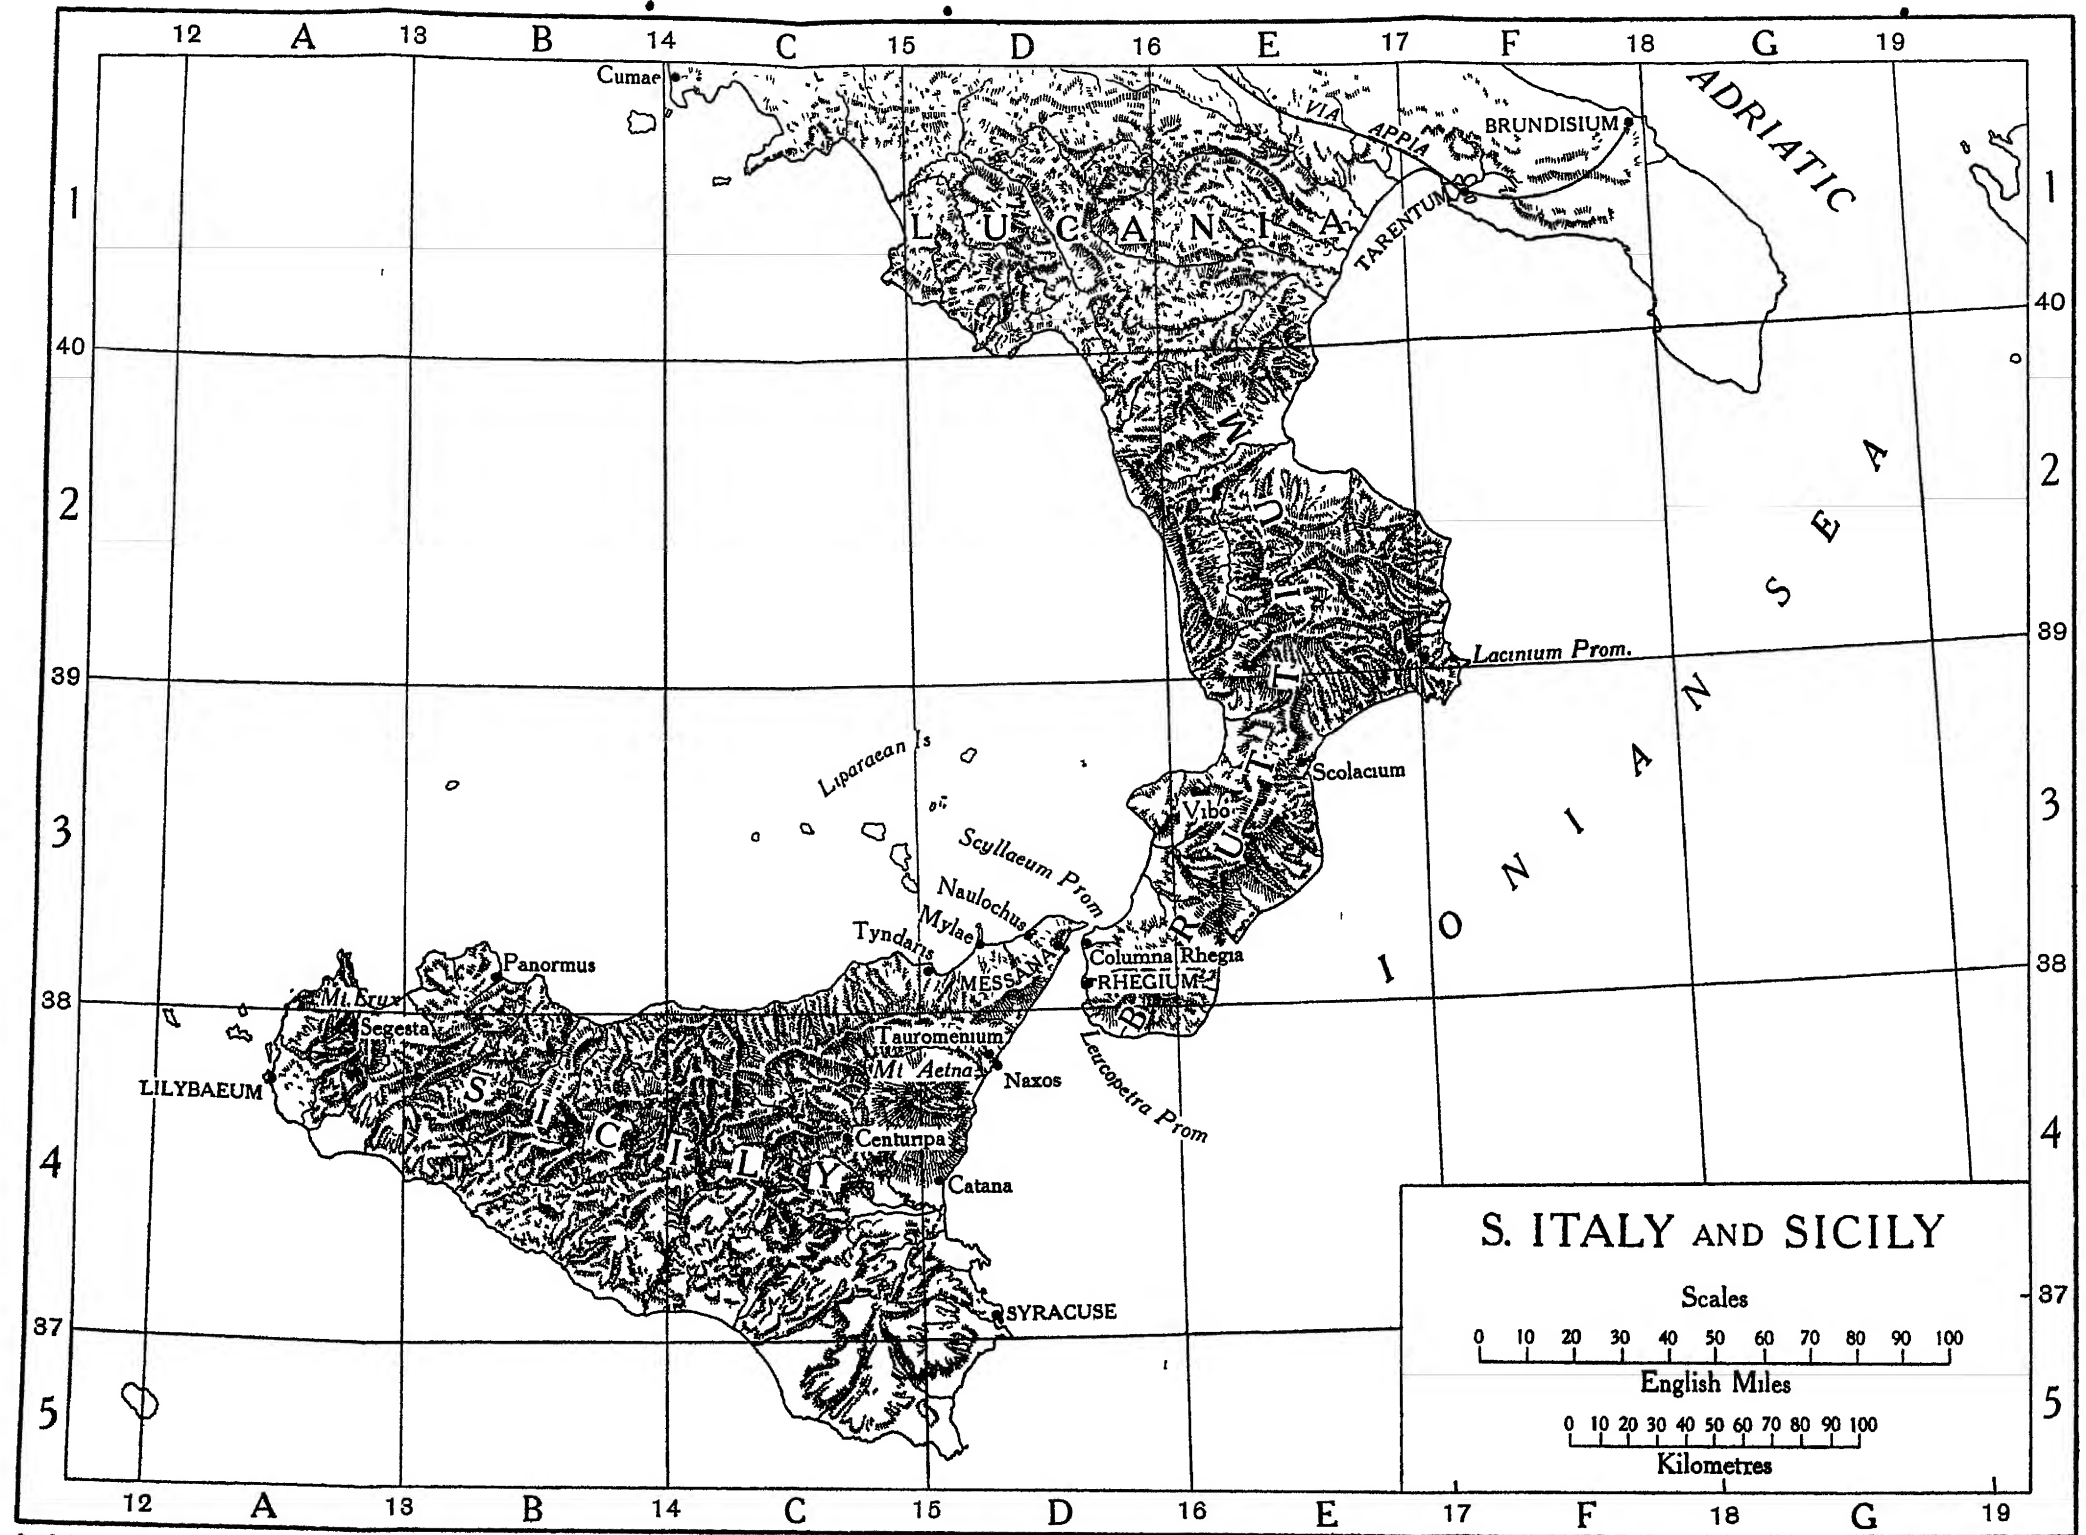 12 A 13 B 14 C 15 D 16 E 17 F 18 G 19
Cumae
ADRIATIC
VIA APPIA
BRUNDISIUM
1
1
LUCANIA
TARENTUM
40
40
2
2
SEA
39
39
Lacinium Prom.
Liparaean Is
Scolacium
Vibo
3
3
BRUTTIUM
IONIAN
Scyllaeum Prom
Naulochus
Mylae
Tyndaris
Panormus
Columna Rhegia
MESSANA
RHEGIUM
38
38
Mt. Eryx
Segesta
Tauromenium
Mt Aetna
Naxos
LILYBAEUM
Leucopetra Prom
SICILY
Centuripa
4
4
Catana
S. ITALY AND SICILY
Scales
37
37
SYRACUSE
0 10 20 30 40 50 60 70 80 90 100
English Miles
5
5
0 10 20 30 40 50 60 70 80 90 100
Kilometres
12 A 13 B 14 C 15 D 16 E 17 F 18 G 19